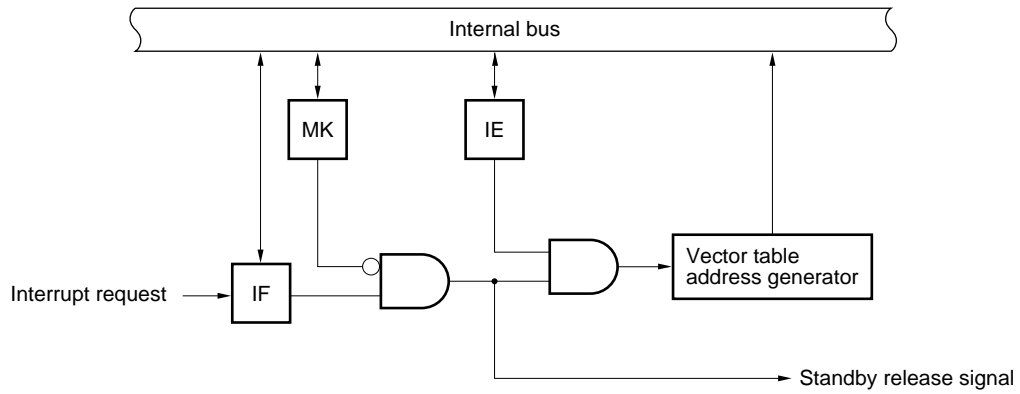 Internal bus
MK
IE
Vector table
address generator
Interrupt request
IF
Standby release signal